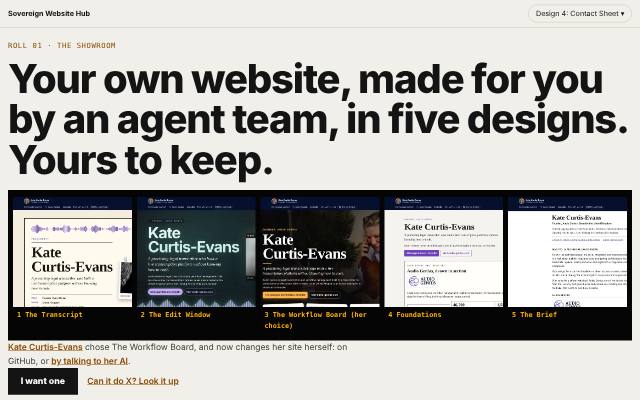 Sovereign Website Hub
Design 4: Contact Sheet ▾
ROLL 01 · THE SHOWROOM
Your own website, made for you
by an agent team, in five designs.
Yours to keep.
Kate
Curtis-Evans
Kate
Curtis-Evans
Kate
Curtis-Evans
Kate Curtis-Evans
Kate Curtis-Evans
1 The Transcript
2 The Edit Window
3 The Workflow Board (her
choice)
4 Foundations
5 The Brief
Kate Curtis-Evans chose The Workflow Board, and now changes her site herself: on
GitHub, or by talking to her AI.
I want one
Can it do X? Look it up